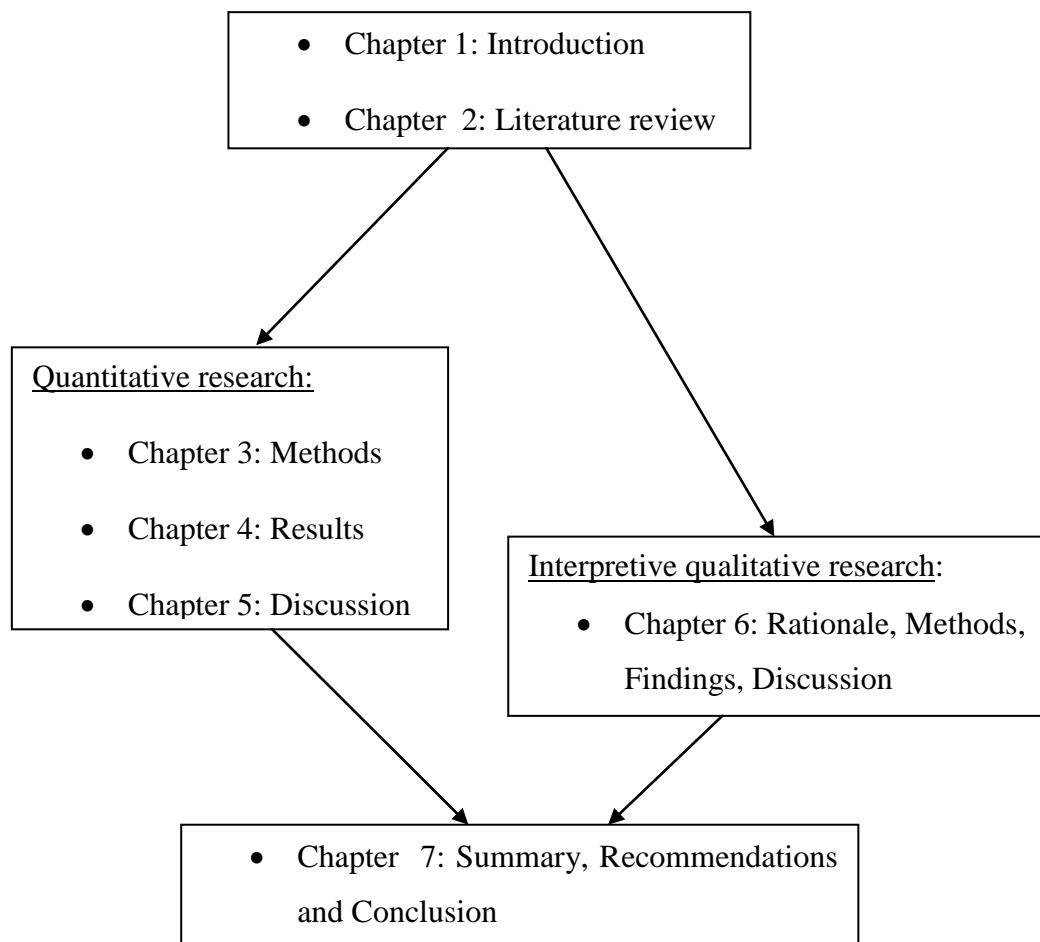 • Chapter 1: Introduction
• Chapter 2: Literature review
Quantitative research:
• Chapter 3: Methods
• Chapter 4: Results
• Chapter 5: Discussion
Interpretive qualitative research:
• Chapter 6: Rationale, Methods,
Findings, Discussion
• Chapter 7: Summary, Recommendations
and Conclusion